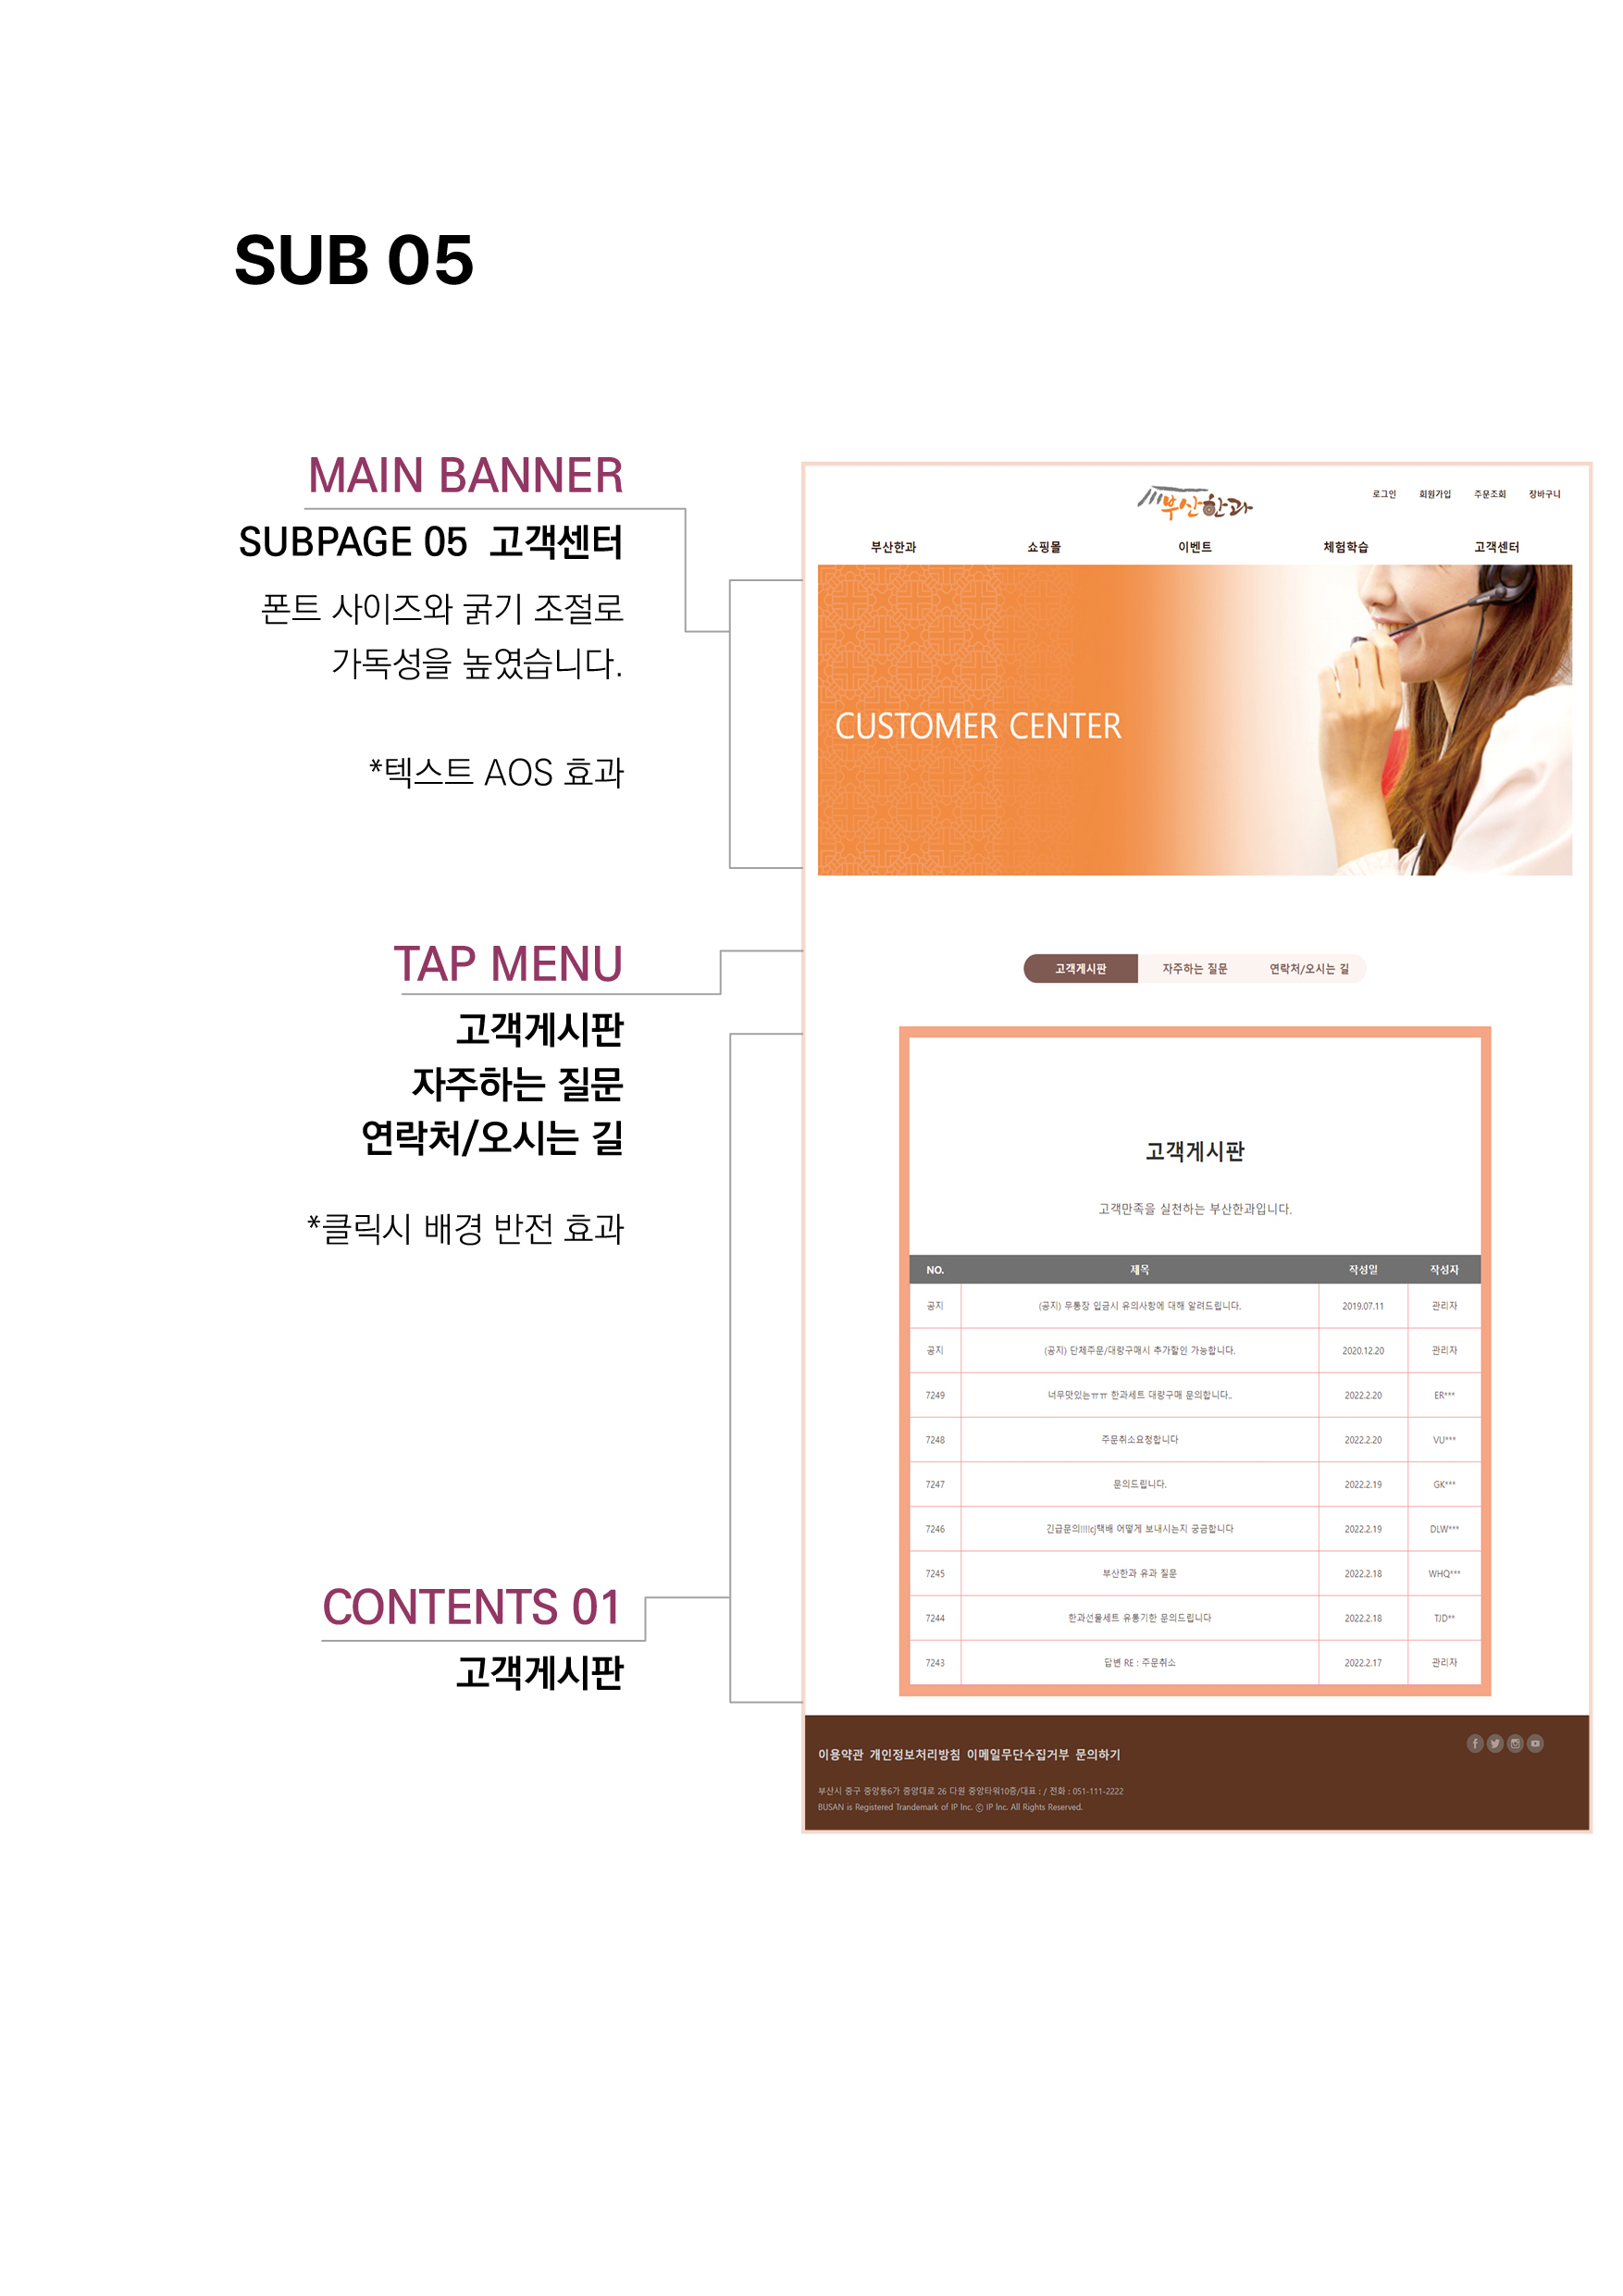 SUB 05
MAIN BANNER
SUBPAGE 05 고객센터
폰트 사이즈와 굵기 조절로
가독성을 높였습니다.
*텍스트 AOS 효과
TAP MENU
고객게시판
자주하는 질문
연락처/오시는 길
*클릭시 배경 반전 효과
CONTENTS 01
고객게시판
부산한과
로그인 회원가입 주문조회 장바구니
부산한과 쇼핑몰 이벤트 체험학습 고객센터
CUSTOMER CENTER
고객게시판 자주하는 질문 연락처/오시는 길
고객게시판
고객만족을 실천하는 부산한과입니다.
NO. 제목 작성일 작성자
공지 (공지) 무통장 입금시 유의사항에 대해 알려드립니다. 2019.07.11 관리자
공지 (공지) 단체주문/대량구매시 추가할인 가능합니다. 2020.12.20 관리자
7249 너무맛있는ㅠㅠ 한과세트 대량구매 문의합니다.. 2022.2.20 ER***
7248 주문취소요청합니다 2022.2.20 VU***
7247 문의드립니다. 2022.2.19 GK***
7246 긴급문의!!!!cj택배 어떻게 보내시는지 궁금합니다 2022.2.19 DLW***
7245 부산한과 유과 질문 2022.2.18 WHQ***
7244 한과선물세트 유통기한 문의드립니다 2022.2.18 TJD**
7243 답변 RE : 주문취소 2022.2.17 관리자
이용약관 개인정보처리방침 이메일무단수집거부 문의하기
부산시 중구 중앙동6가 중앙대로 26 다원 중앙타워10층/대표 : / 전화 : 051-111-2222
BUSAN is Registered Trandemark of IP Inc. ⓒ IP Inc. All Rights Reserved.